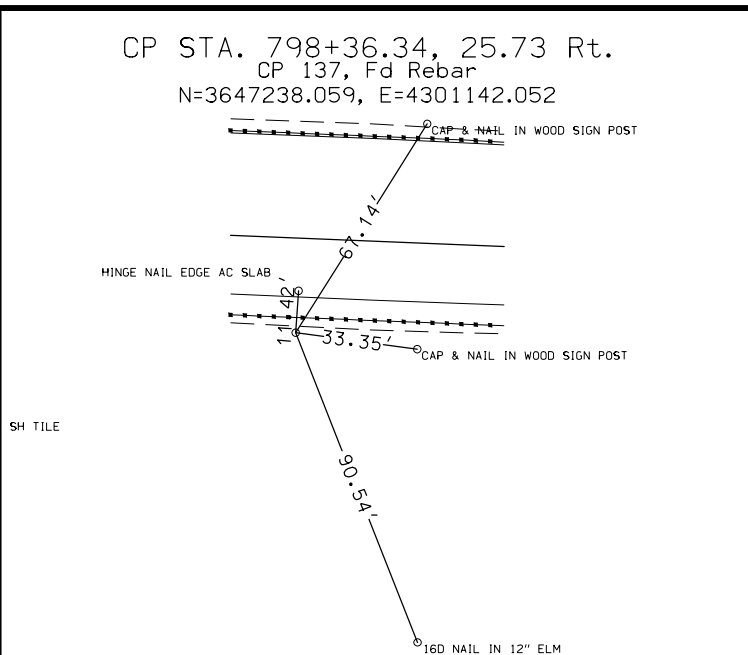 CP STA. 798+36.34, 25.73 Rt.
CP 137, Fd Rebar
N=3647238.059, E=4301142.052
CAP & NAIL IN WOOD SIGN POST
67.14'
HINGE NAIL EDGE AC SLAB
11.42'
33.35'
CAP & NAIL IN WOOD SIGN POST
SH TILE
90.54'
16D NAIL IN 12" ELM